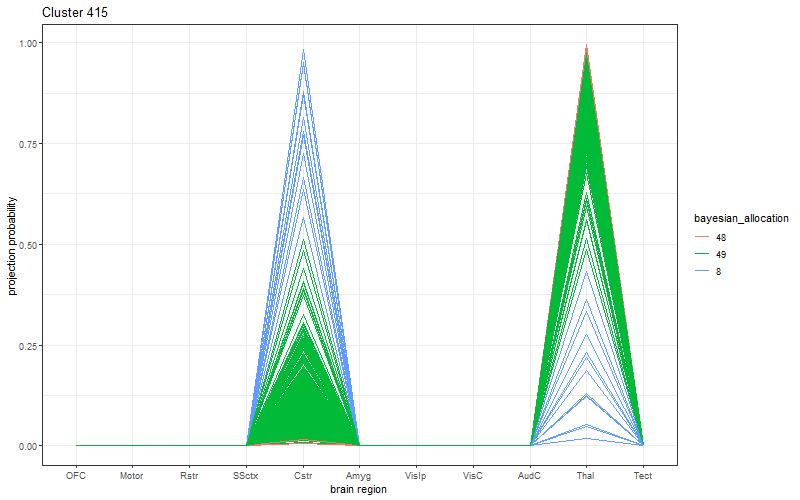 Cluster 415
1.00
0.75
0.50
0.25
0.00
projection probability
OFC Motor Rstr SSctx Cstr Amyg VisIp VisC AudC Thal Tect
brain region
bayesian_allocation
48
49
8